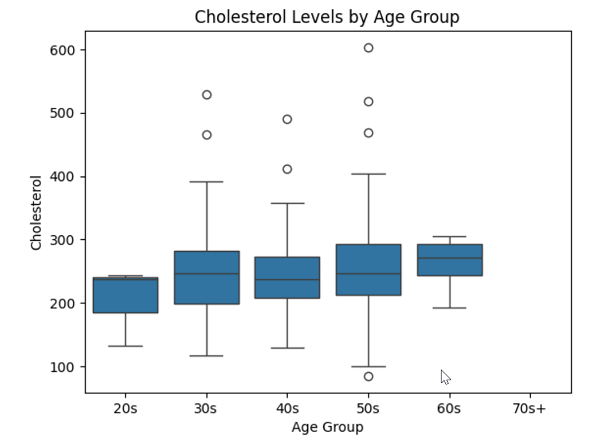 Cholesterol Levels by Age Group
600
500
400
300
200
100
Cholesterol
20s 30s 40s 50s 60s 70s+
Age Group